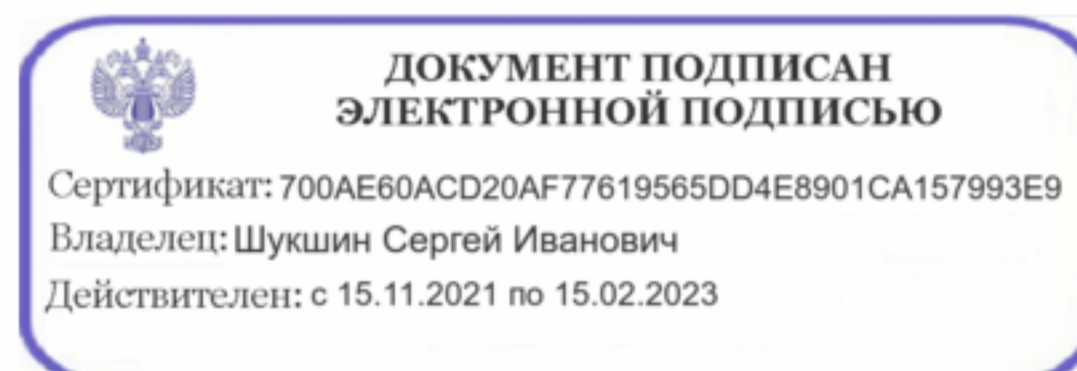 ДОКУМЕНТ ПОДПИСАН
ЭЛЕКТРОННОЙ ПОДПИСЬЮ
Сертификат: 700AE60ACD20AF77619565DD4E8901CA157993E9
Владелец: Шукшин Сергей Иванович
Действителен: с 15.11.2021 по 15.02.2023